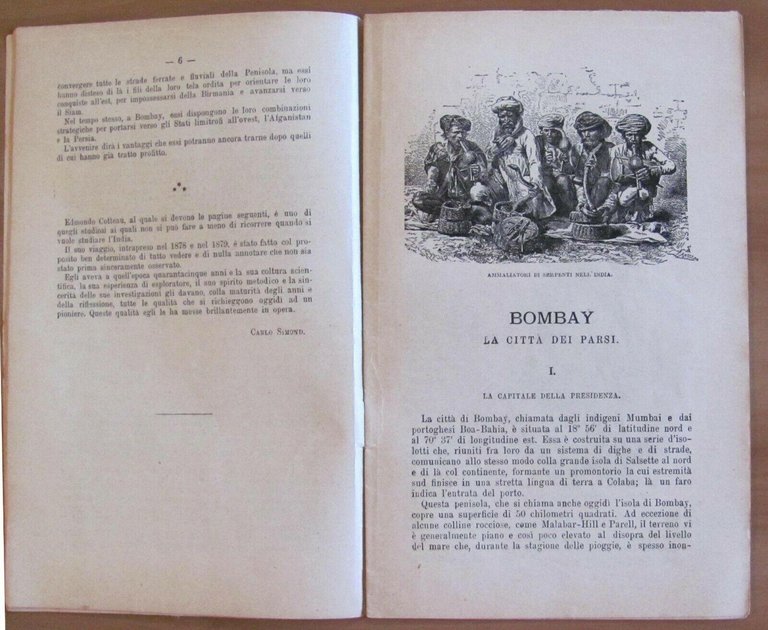 — 6 —
convergere tutte le strade ferrate e fluviali della Penisola, ma essi
hanno disteso di là i fili della loro tela ordita per orientare le loro
conquiste all'est, per impossessarsi della Birmania e avanzarsi verso
il Siam.
Nel tempo stesso, a Bombay, essi dispongono le loro combinazioni
strategiche per portarsi verso gli Stati limitrofi all'ovest, l'Afganistan
e la Persia.
L'avvenire dirà i vantaggi che essi potranno ancora trarne dopo quelli
di cui hanno già tratto profitto.
Edmondo Cotteau, al quale si devono le pagine seguenti, è uno di
quegli studiosi ai quali non si può fare a meno di ricorrere quando si
vuole studiare l'India.
Il suo viaggio, intrapreso nel 1878 e nel 1879, è stato fatto col pro-
posito ben determinato di tutto vedere e di nulla annotare che non sia
stato prima sinceramente osservato.
Egli aveva a quell'epoca quarantacinque anni e la sua coltura scien-
tifica, la sua esperienza di esploratore, il suo spirito metodico e la sin-
cerità delle sue investigazioni gli davano, colla maturità degli anni e
della riflessione, tutte le qualità che si richieggono oggidì ad un
pioniere. Queste qualità egli le ha messe brillantemente in opera.
Carlo Simond.
AMMALIATORI DI SERPENTI NELL'INDIA.
BOMBAY
LA CITTÀ DEI PARSI.
I.
LA CAPITALE DELLA PRESIDENZA.
La città di Bombay, chiamata dagli indigeni Mumbai e dai
portoghesi Boa-Bahia, è situata al 18° 56' di latitudine nord e
al 70° 37' di longitudine est. Essa è costruita su una serie d'iso-
lotti che, riuniti fra loro da un sistema di dighe e di strade,
comunicano allo stesso modo colla grande isola di Salsette al nord
e di là col continente, formante un promontorio la cui estremità
sud finisce in una stretta lingua di terra a Colaba; là un faro
indica l'entrata del porto.
Questa penisola, che si chiama anche oggidì l'isola di Bombay,
copre una superficie di 50 chilometri quadrati. Ad eccezione di
alcune colline rocciose, come Malabar-Hill e Parell, il terreno vi
è generalmente piano e così poco elevato al disopra del livello
del mare che, durante la stagione delle pioggie, è spesso inon-